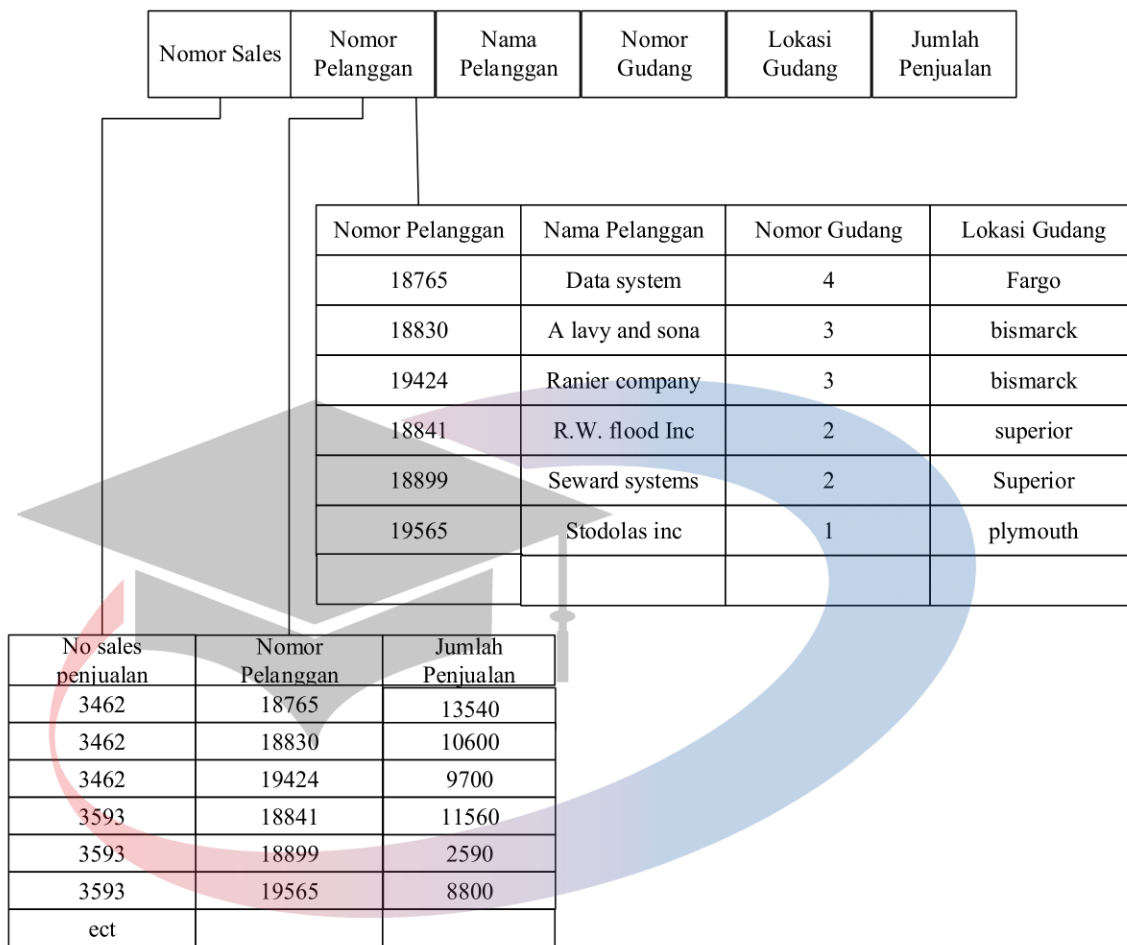 Nomor Sales
Nomor
Pelanggan
Nama
Pelanggan
Nomor
Gudang
Lokasi
Gudang
Jumlah
Penjualan
Nomor Pelanggan Nama Pelanggan Nomor Gudang Lokasi Gudang
18765 Data system 4 Fargo
18830 A lavy and sona 3 bismarck
19424 Ranier company 3 bismarck
18841 R.W. flood Inc 2 superior
18899 Seward systems 2 Superior
19565 Stodolas inc 1 plymouth
No sales
penjualan
Nomor
Pelanggan
Jumlah
Penjualan
3462 18765 13540
3462 18830 10600
3462 19424 9700
3593 18841 11560
3593 18899 2590
3593 19565 8800
ect